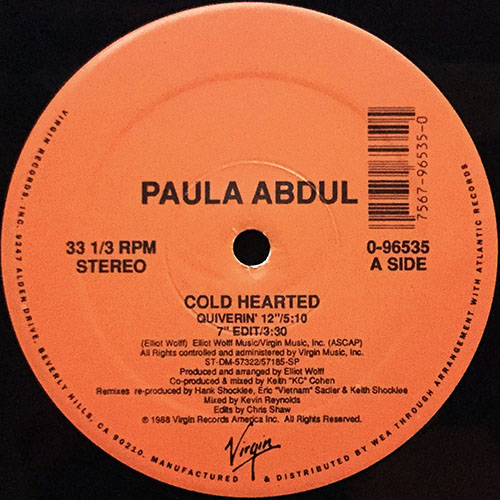 PAULA ABDUL
7567-96535-0
33 1/3 RPM
STEREO
0-96535
A SIDE
COLD HEARTED
QUIVERIN' 12"/5:10
7" EDIT/3:30
(Elliot Wolff) Elliot Wolff Music/Virgin Music, Inc. (ASCAP)
All Rights controlled and administered by Virgin Music, Inc.
ST-DM-57322/57185-SP
Produced and arranged by Elliot Wolff
Co-produced & mixed by Keith "KC" Cohen
Remixes re-produced by Hank Shocklee, Eric "Vietnam" Sadler & Keith Shocklee
Mixed by Kevin Reynolds
Edits by Chris Shaw
℗ 1988 Virgin Records America Inc. All Rights Reserved.
Virgin
VIRGIN RECORDS, INC. 9247 ALDEN DRIVE, BEVERLY HILLS, CA 90210. MANUFACTURED & DISTRIBUTED BY WEA THROUGH ARRANGEMENT WITH ATLANTIC RECORDS